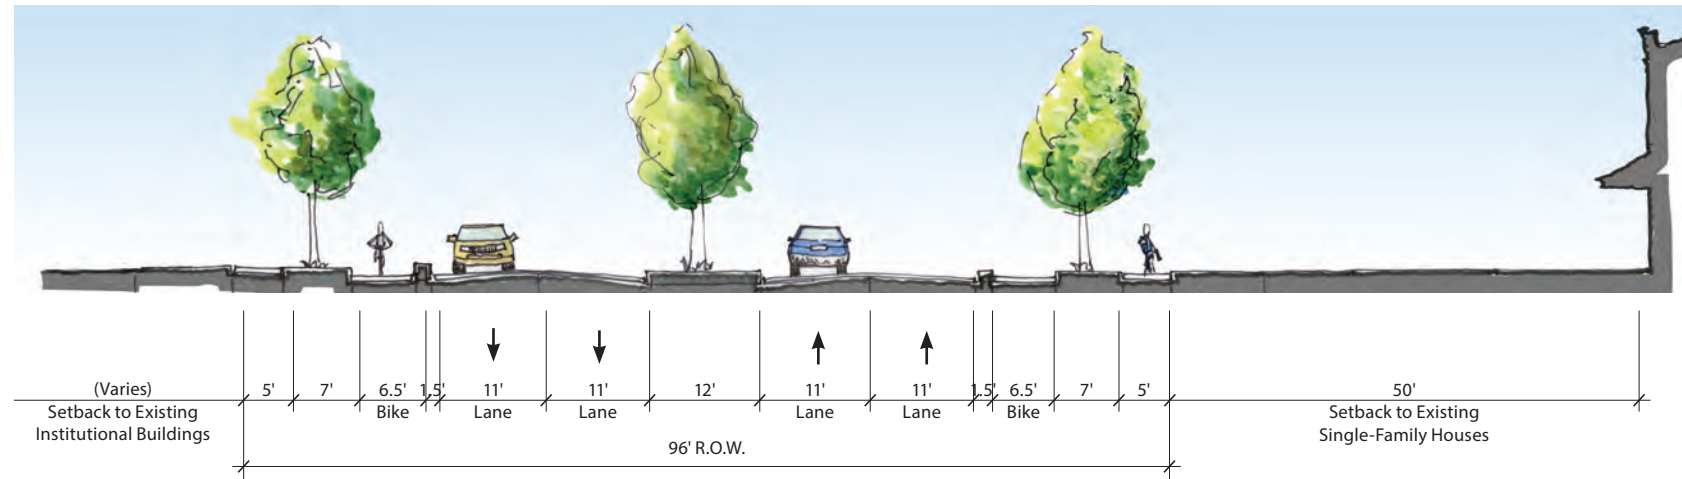 (Varies) 5' 7' 6.5' 1.5' 11' 11' 12' 11' 11' 1.5' 6.5' 7' 5' 50'
Setback to Existing Bike Lane Lane Lane Lane Bike Setback to Existing
Institutional Buildings Single-Family Houses
96' R.O.W.